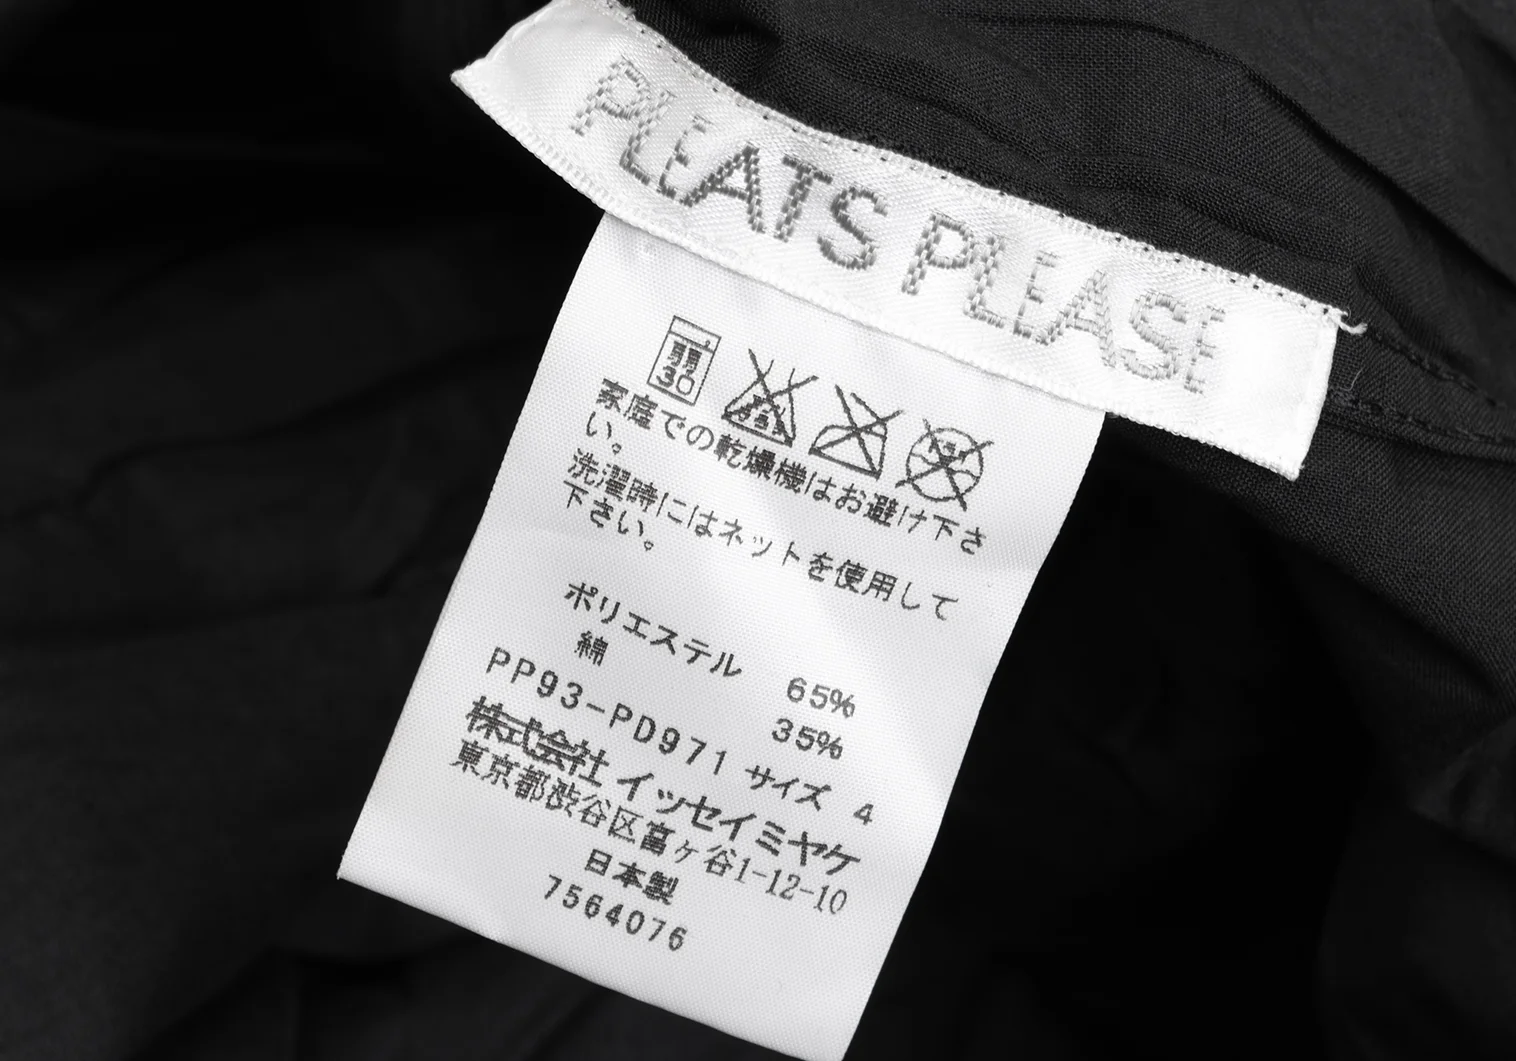 PLEATS PLEASE
弱
30
家庭での乾燥機はお避け下さ
い。
洗濯時にはネットを使用して
下さい。
ポリエステル 65%
綿 35%
PP93-PD971 サイズ 4
株式会社 イッセイミヤケ
東京都渋谷区富ヶ谷1-12-10
日本製
7564076